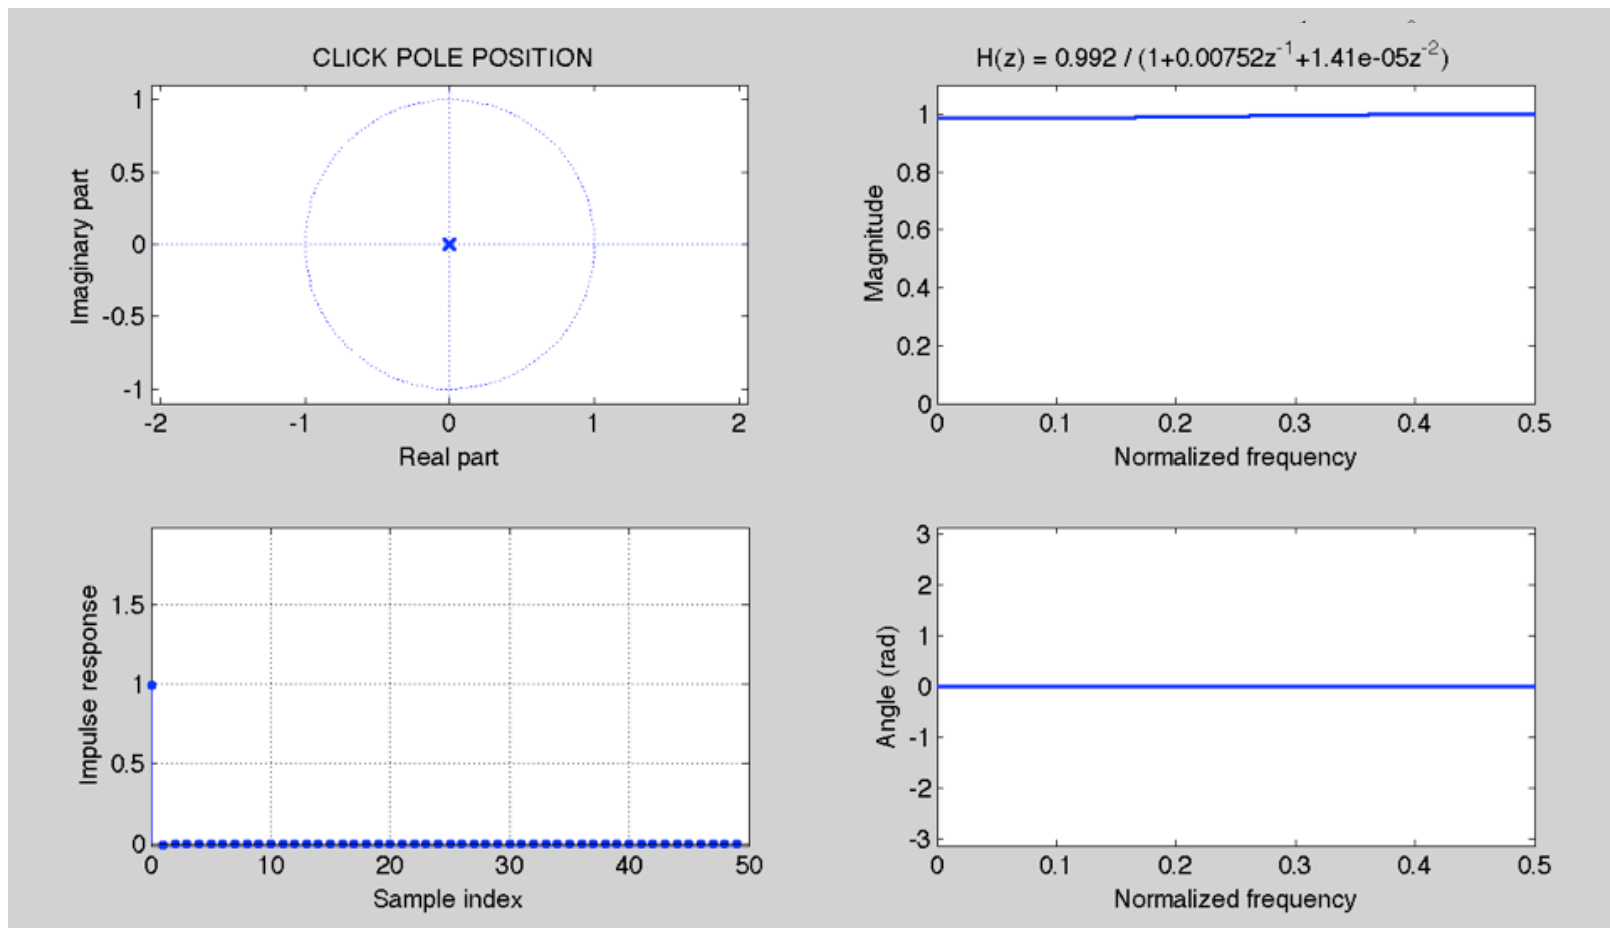 CLICK POLE POSITION
1
0.5
0
-0.5
-1
-2 -1 0 1 2
Imaginary part
Real part
H(z) = 0.992 / (1+0.00752z⁻¹+1.41e-05z⁻²)
1
0.8
0.6
0.4
0.2
0
0 0.1 0.2 0.3 0.4 0.5
Magnitude
Normalized frequency
1.5
1
0.5
0
0 10 20 30 40 50
Impulse response
Sample index
3
2
1
0
-1
-2
-3
0 0.1 0.2 0.3 0.4 0.5
Angle (rad)
Normalized frequency